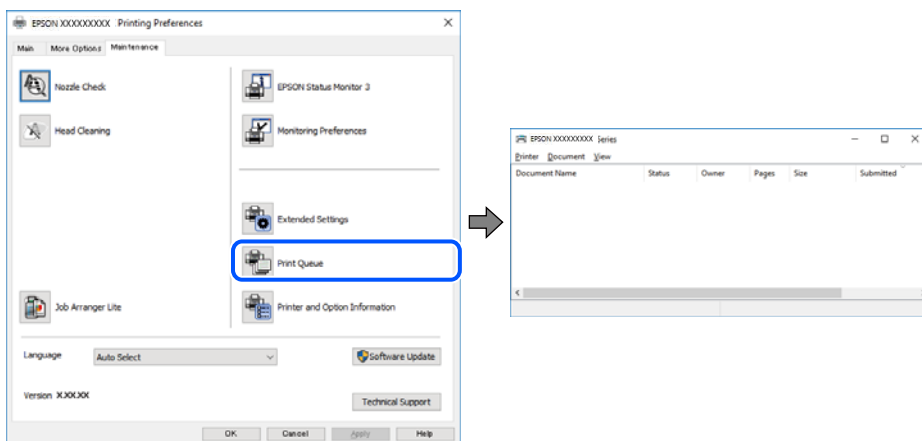 EPSON XXXXXXXXX Printing Preferences
Main More Options Maintenance
Nozzle Check
Head Cleaning
Job Arranger Lite
EPSON Status Monitor 3
Monitoring Preferences
Extended Settings
Print Queue
Printer and Option Information
Language Auto Select Software Update
Version X.XX.XX Technical Support
OK Cancel Apply Help
EPSON XXXXXXXXX Series
Printer Document View
Document Name Status Owner Pages Size Submitted